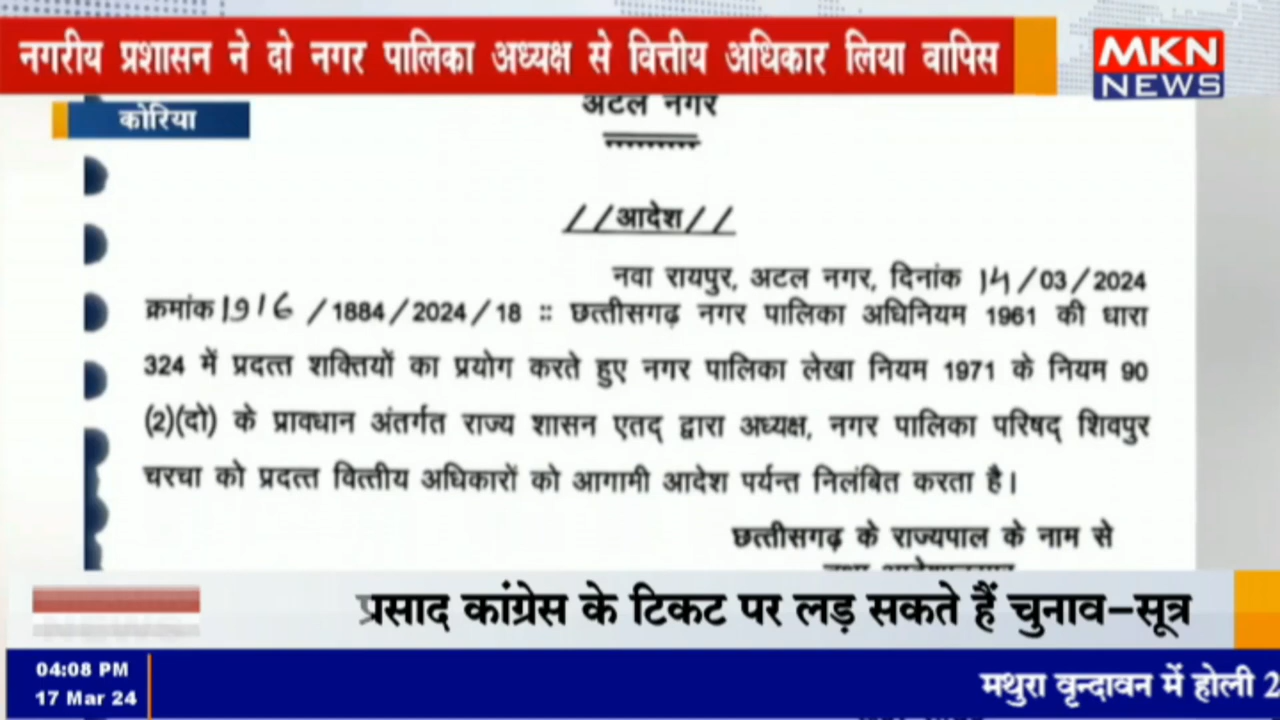 नगरीय प्रशासन ने दो नगर पालिका अध्यक्ष से वित्तीय अधिकार लिया वापिस
MKN
NEWS
कोरिया
अटल नगर
//आदेश//
नवा रायपुर, अटल नगर, दिनांक 14/03/2024
क्रमांक 1916/1884/2024/18 :: छत्तीसगढ़ नगर पालिका अधिनियम 1961 की धारा
324 में प्रदत्त शक्तियों का प्रयोग करते हुए नगर पालिका लेखा नियम 1971 के नियम 90
(2)(दो) के प्रावधान अंतर्गत राज्य शासन एतद् द्वारा अध्यक्ष, नगर पालिका परिषद् शिवपुर
चरचा को प्रदत्त वित्तीय अधिकारों को आगामी आदेश पर्यन्त निलंबित करता है।
छत्तीसगढ़ के राज्यपाल के नाम से
प्रसाद कांग्रेस के टिकट पर लड़ सकते हैं चुनाव–सूत्र
04:08 PM
17 Mar 24
मथुरा वृन्दावन में होली 2